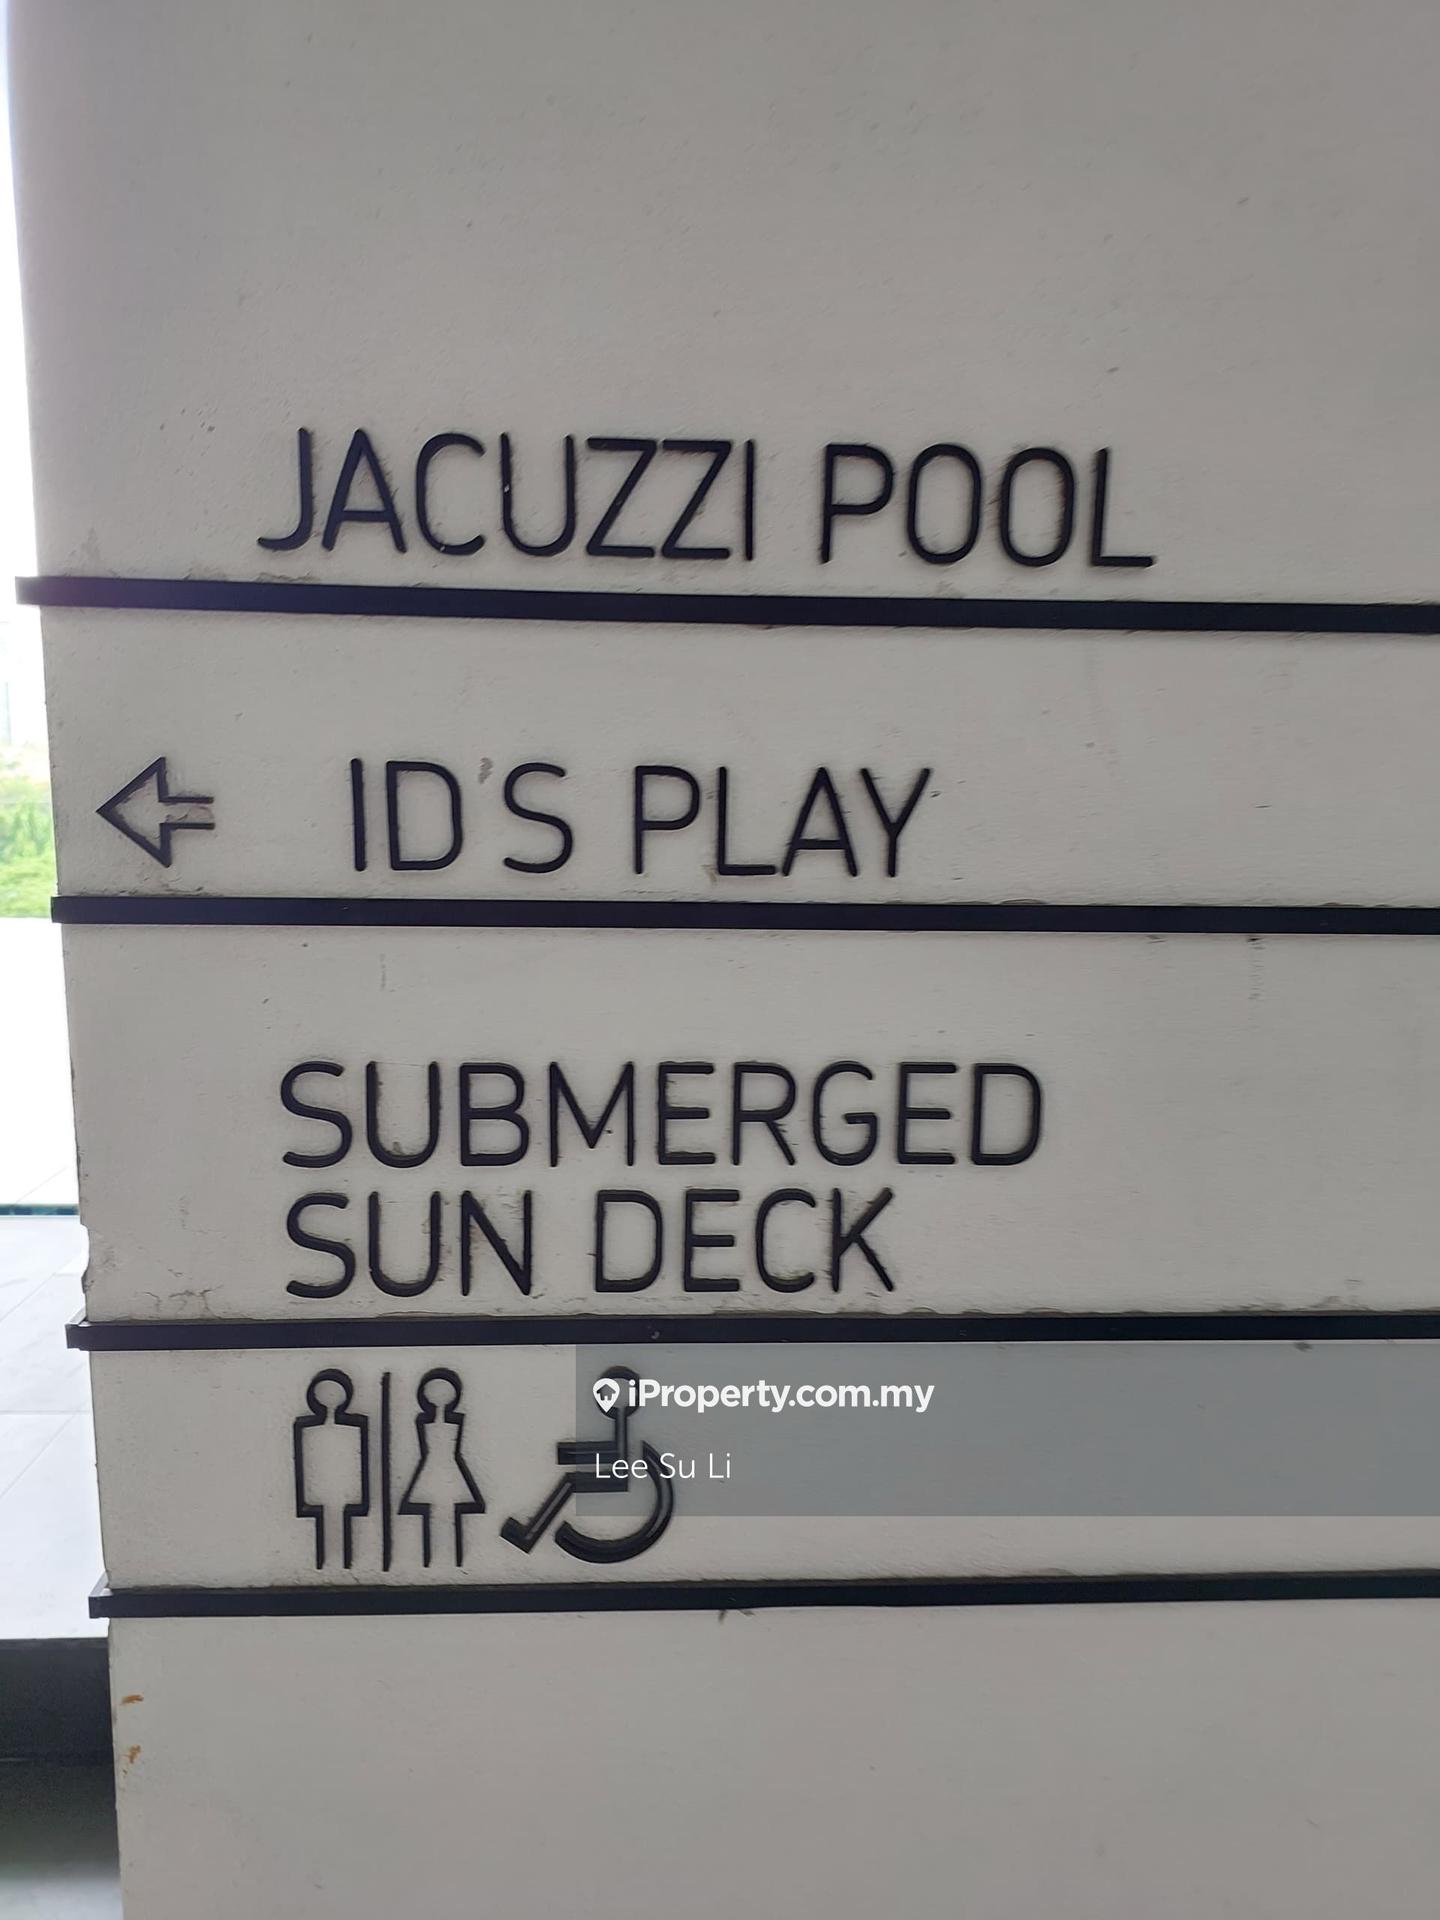 JACUZZI POOL
ID'S PLAY
SUBMERGED
SUN DECK
iProperty.com.my
Lee Su Li